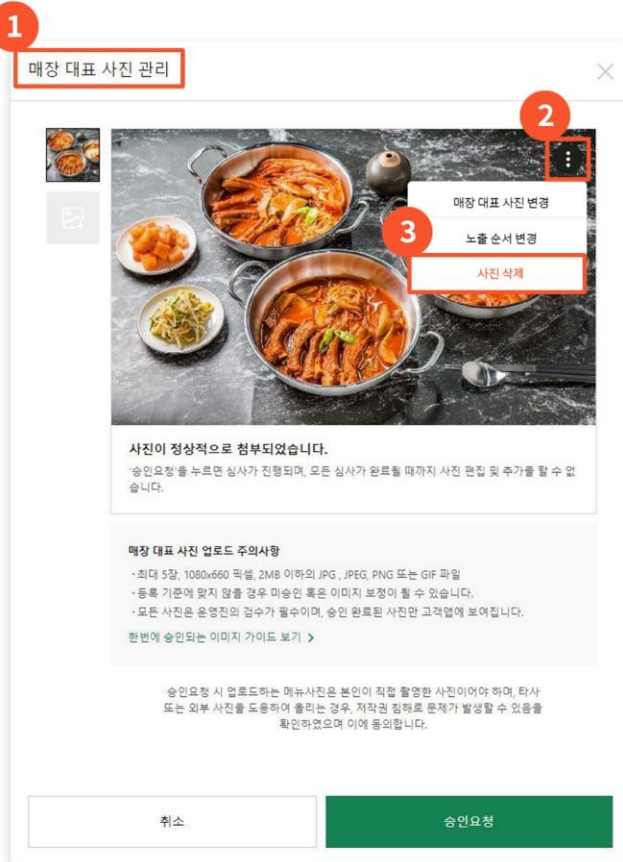 1
매장 대표 사진 관리
2
매장 대표 사진 변경
3
노출 순서 변경
사진 삭제
사진이 정상적으로 첨부되었습니다.
'승인요청'을 누르면 심사가 진행되며, 모든 심사가 완료될 때까지 사진 편집 및 추가를 할 수 없
습니다.
매장 대표 사진 업로드 주의사항
・최대 5장, 1080x660 픽셀, 2MB 이하의 JPG , JPEG, PNG 또는 GIF 파일
・등록 기준에 맞지 않을 경우 미승인 혹은 이미지 보정이 될 수 있습니다.
・모든 사진은 운영진의 검수가 필수이며, 승인 완료된 사진만 고객앱에 보여집니다.
한번에 승인되는 이미지 가이드 보기 >
승인요청 시 업로드하는 메뉴사진은 본인이 직접 촬영한 사진이어야 하며, 타사
또는 외부 사진을 도용하여 올리는 경우, 저작권 침해로 문제가 발생할 수 있음을
확인하였으며 이에 동의합니다.
취소
승인요청